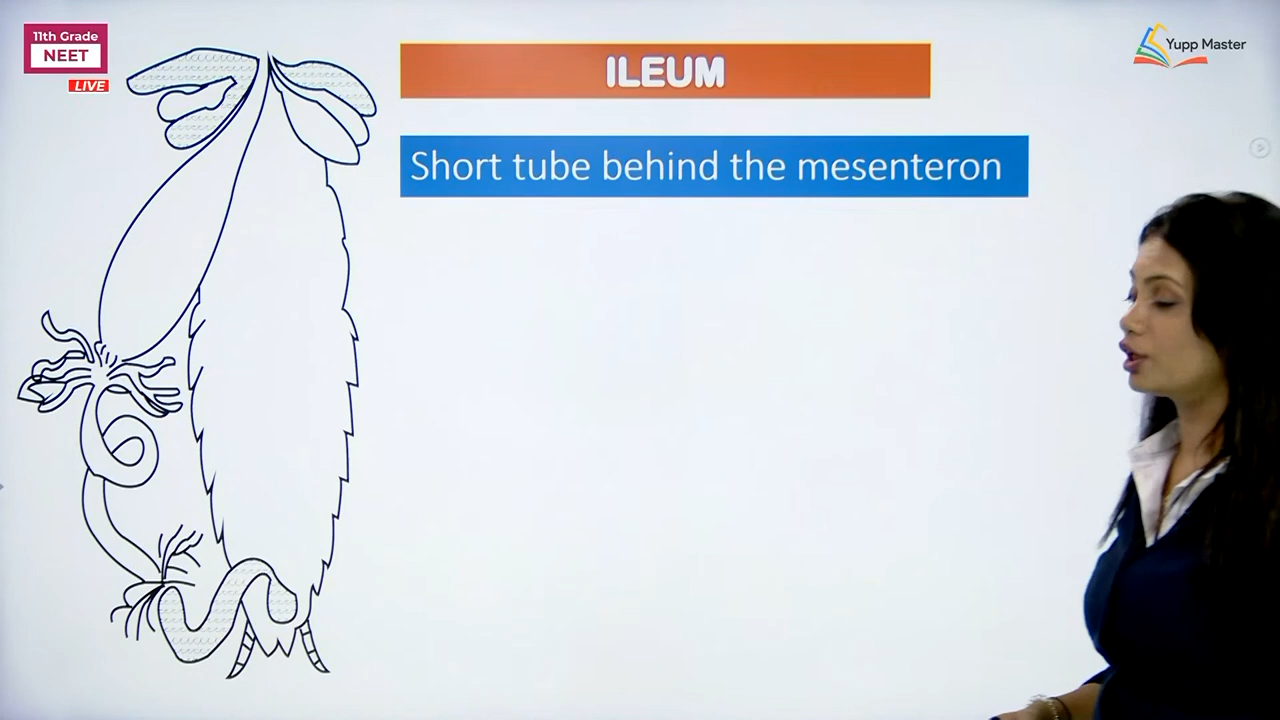 11th Grade
NEET
LIVE
ILEUM
Yupp Master
Short tube behind the mesenteron